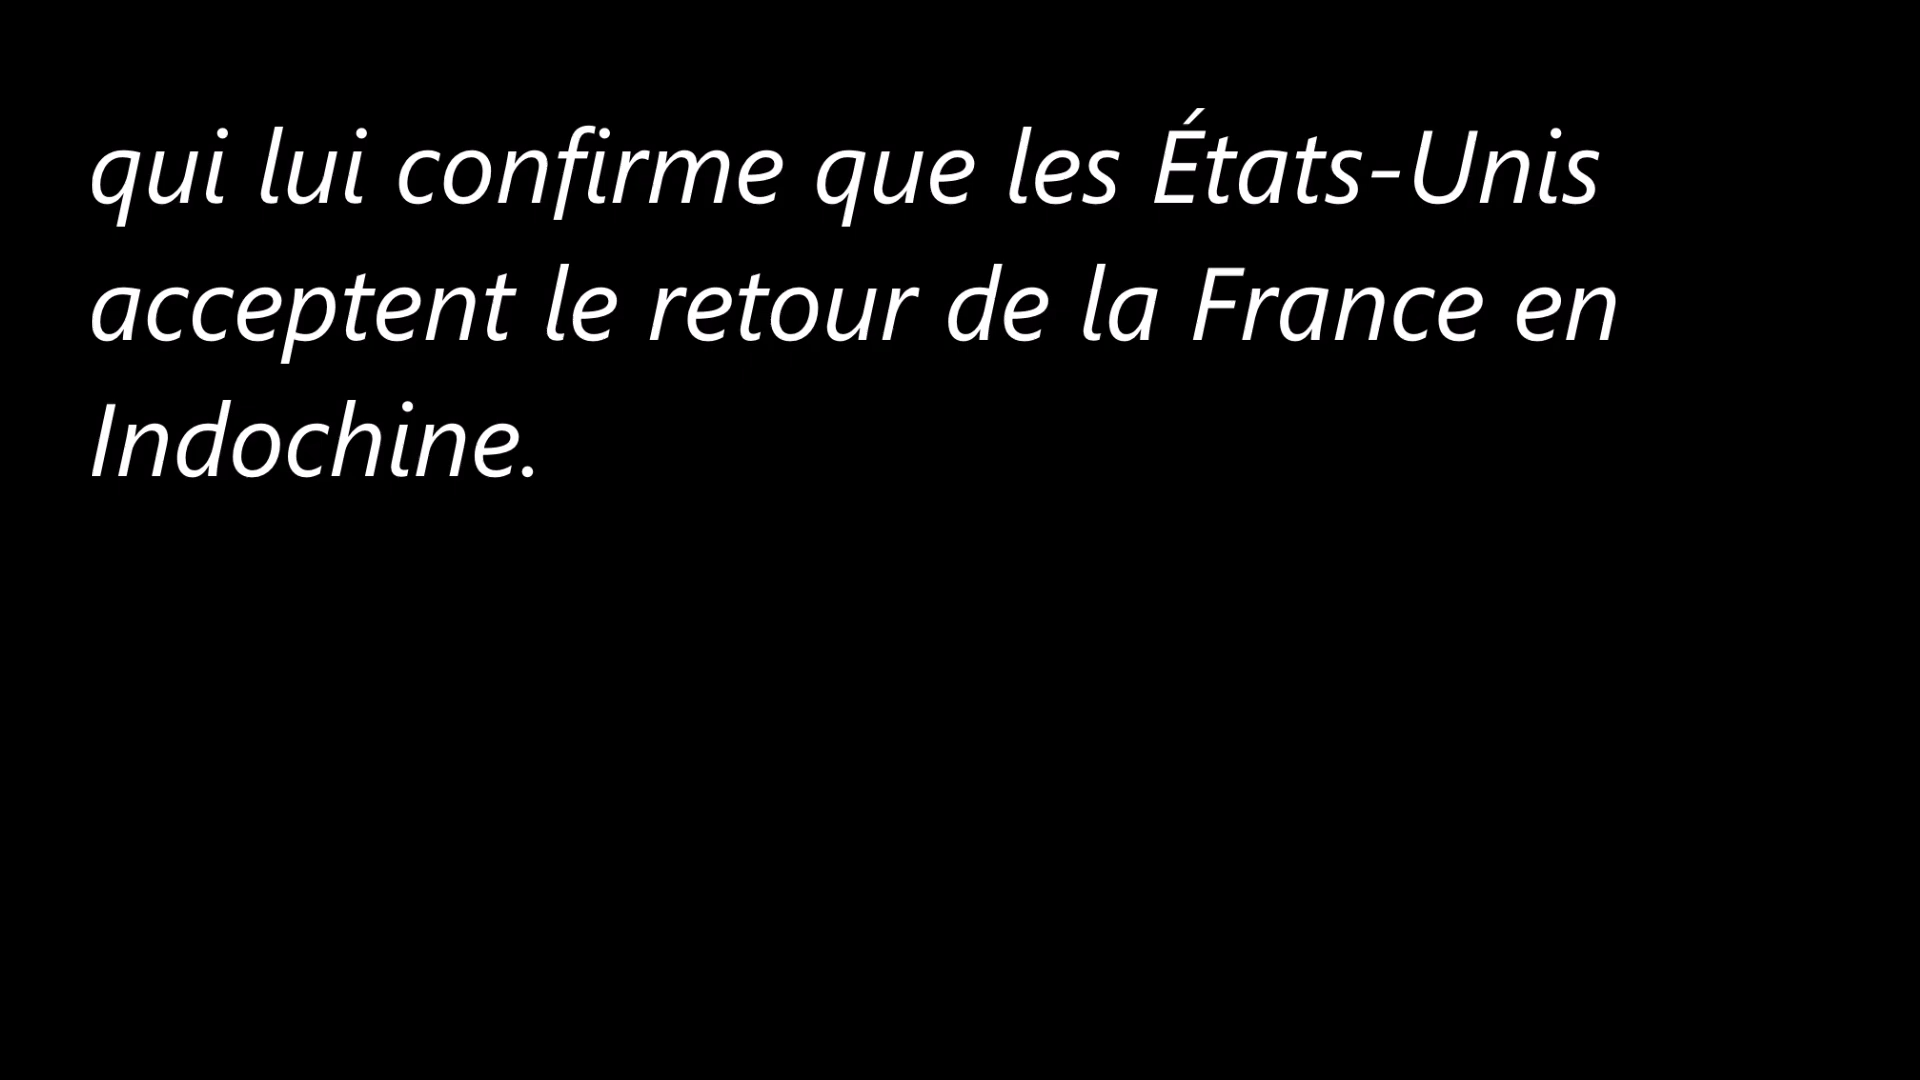 qui lui confirme que les États-Unis
acceptent le retour de la France en
Indochine.